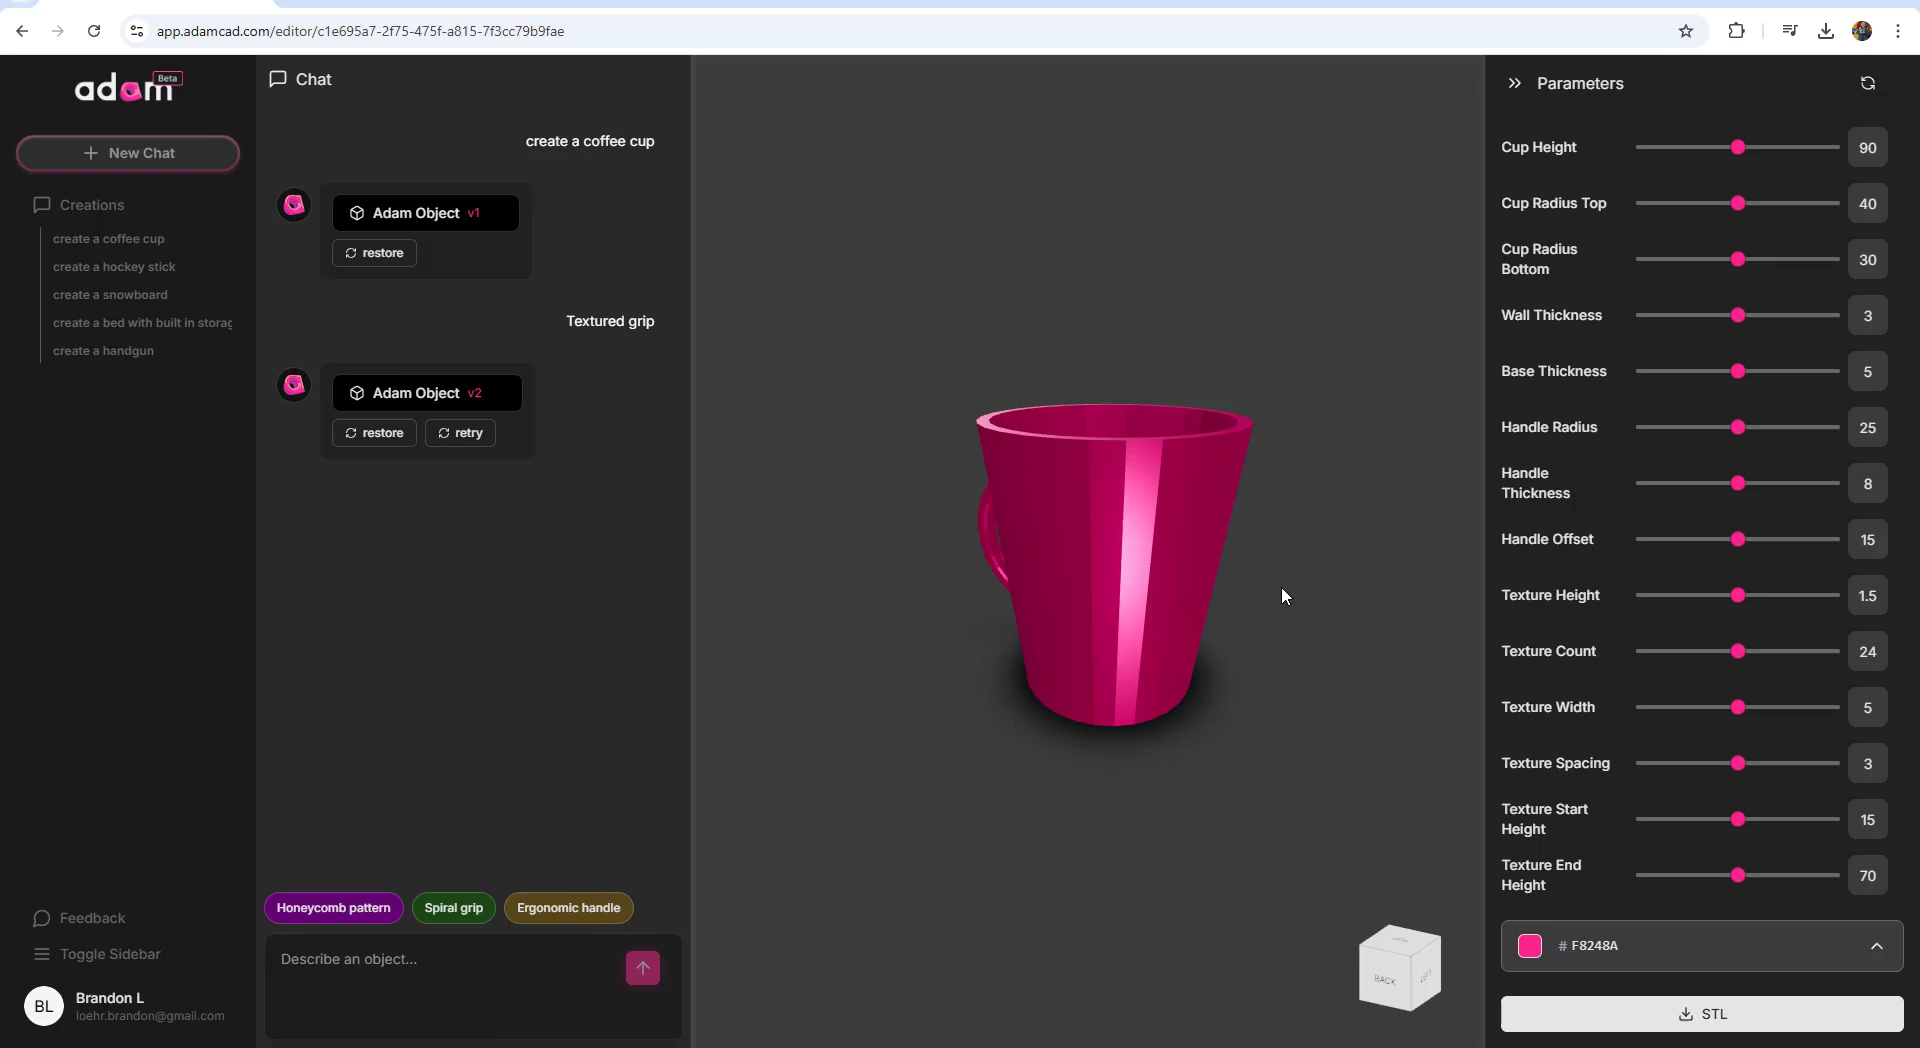 app.adamcad.com/editor/c1e695a7-2f75-475f-a815-7f3cc79b9fae
adam
Beta
New Chat
Creations
create a coffee cup
create a hockey stick
create a snowboard
create a bed with built in storag
create a handgun
Feedback
Toggle Sidebar
BL
Brandon L
loehr.brandon@gmail.com
Chat
create a coffee cup
Adam Object v1
restore
Textured grip
Adam Object v2
restore
retry
Honeycomb pattern
Spiral grip
Ergonomic handle
Describe an object...
BACK
LEFT
Parameters
Cup Height
90
Cup Radius Top
40
Cup Radius
Bottom
30
Wall Thickness
3
Base Thickness
5
Handle Radius
25
Handle
Thickness
8
Handle Offset
15
Texture Height
1.5
Texture Count
24
Texture Width
5
Texture Spacing
3
Texture Start
Height
15
Texture End
Height
70
# F8248A
STL